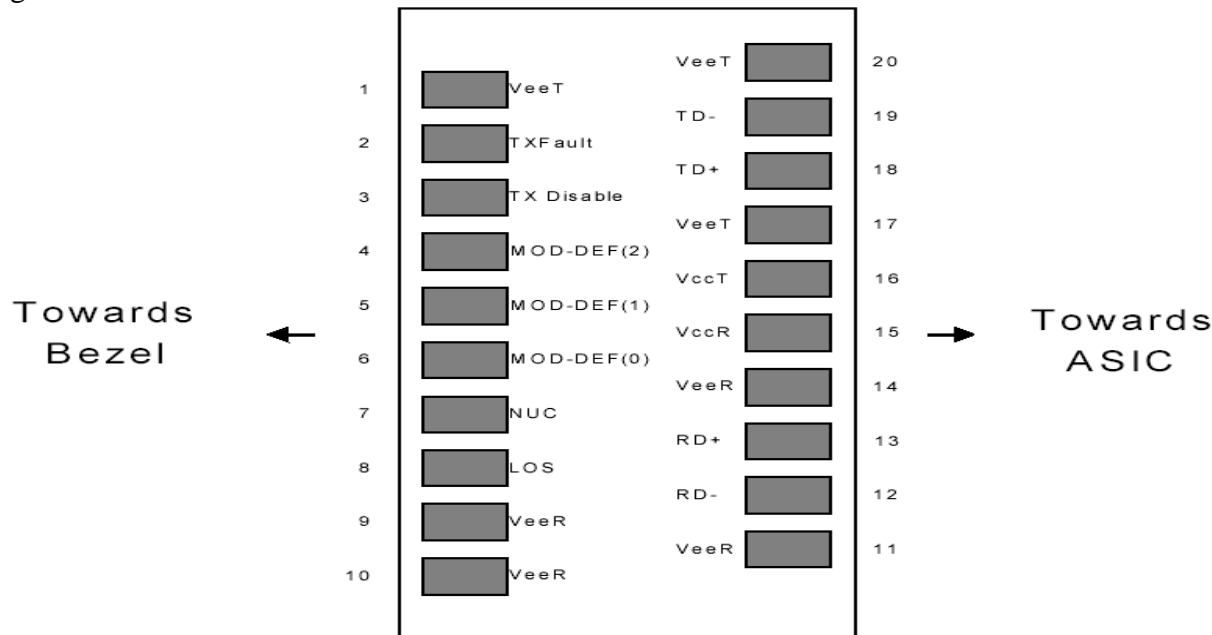 VeeT 20
1 VeeT
TD- 19
2 TXFault
TD+ 18
3 TX Disable
VeeT 17
4 MOD-DEF(2)
VccT 16
5 MOD-DEF(1)
Towards
Bezel
VccR 15
Towards
ASIC
6 MOD-DEF(0)
VeeR 14
7 NUC
RD+ 13
8 LOS
RD- 12
9 VeeR
VeeR 11
10 VeeR